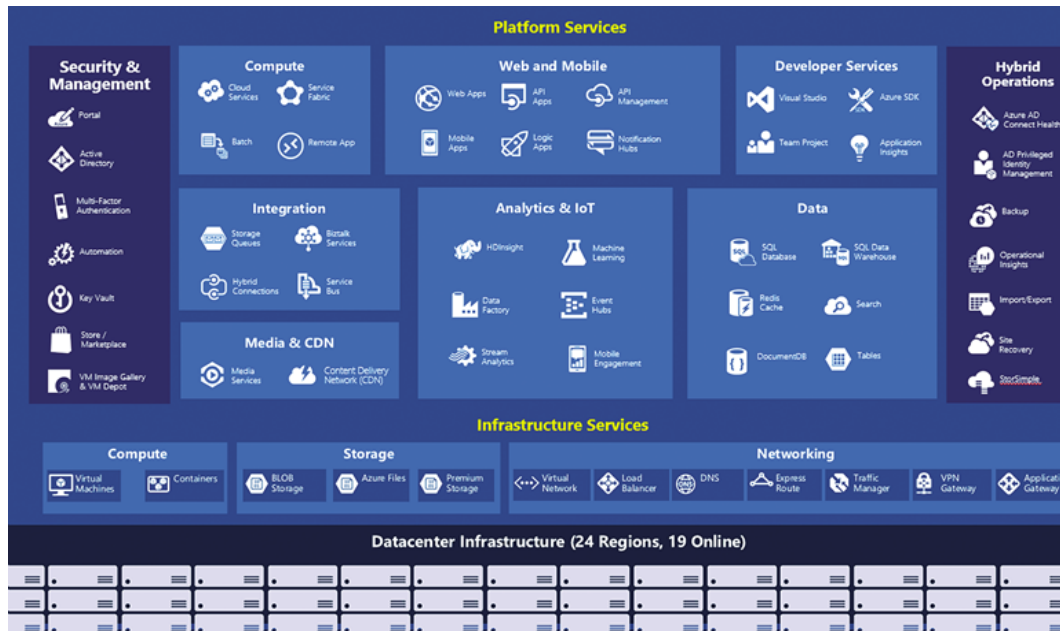 Platform Services
Security &
Management
Portal
Active
Directory
Multi-Factor
Authentication
Automation
Key Vault
Store /
Marketplace
VM Image Gallery
& VM Depot
Compute
Cloud
Services
Service
Fabric
Batch
Remote App
Web and Mobile
Web Apps
API
Apps
API
Management
Mobile
Apps
Logic
Apps
Notification
Hubs
Developer Services
Visual Studio
SDK
Azure SDK
Team Project
Application
Insights
Hybrid
Operations
Azure AD
Connect Health
AD Privileged
Identity
Management
Backup
Operational
Insights
Import/Export
Site
Recovery
StorSimple
Integration
Storage
Queues
Biztalk
Services
Hybrid
Connections
Service
Bus
Analytics & IoT
HDInsight
Machine
Learning
Data
Factory
Event
Hubs
Stream
Analytics
Mobile
Engagement
Data
SQL
SQL
Database
SQL
SQL Data
Warehouse
Redis
Cache
Search
DocumentDB
Tables
Media & CDN
Media
Services
Content Delivery
Network (CDN)
Infrastructure Services
Compute
Virtual
Machines
Containers
Storage
BLOB
Storage
Azure Files
Premium
Storage
Networking
Virtual
Network
Load
Balancer
DNS
DNS
Express
Route
Traffic
Manager
VPN
Gateway
Applicati
Gateway
Datacenter Infrastructure (24 Regions, 19 Online)